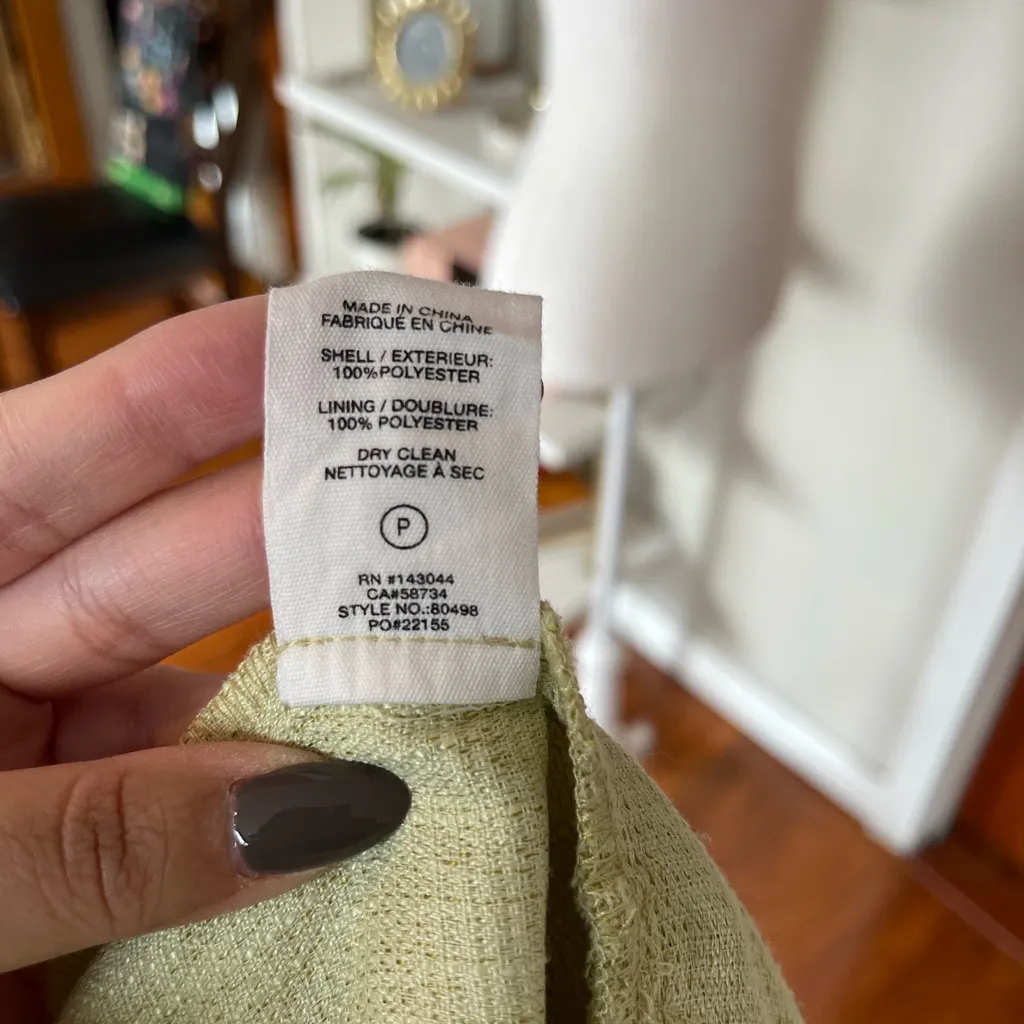 MADE IN CHINA
FABRIQUÉ EN CHINE
SHELL / EXTERIEUR:
100%POLYESTER
LINING / DOUBLURE:
100% POLYESTER
DRY CLEAN
NETTOYAGE À SEC
P
RN #143044
CA#58734
STYLE NO.:80498
PO#22155